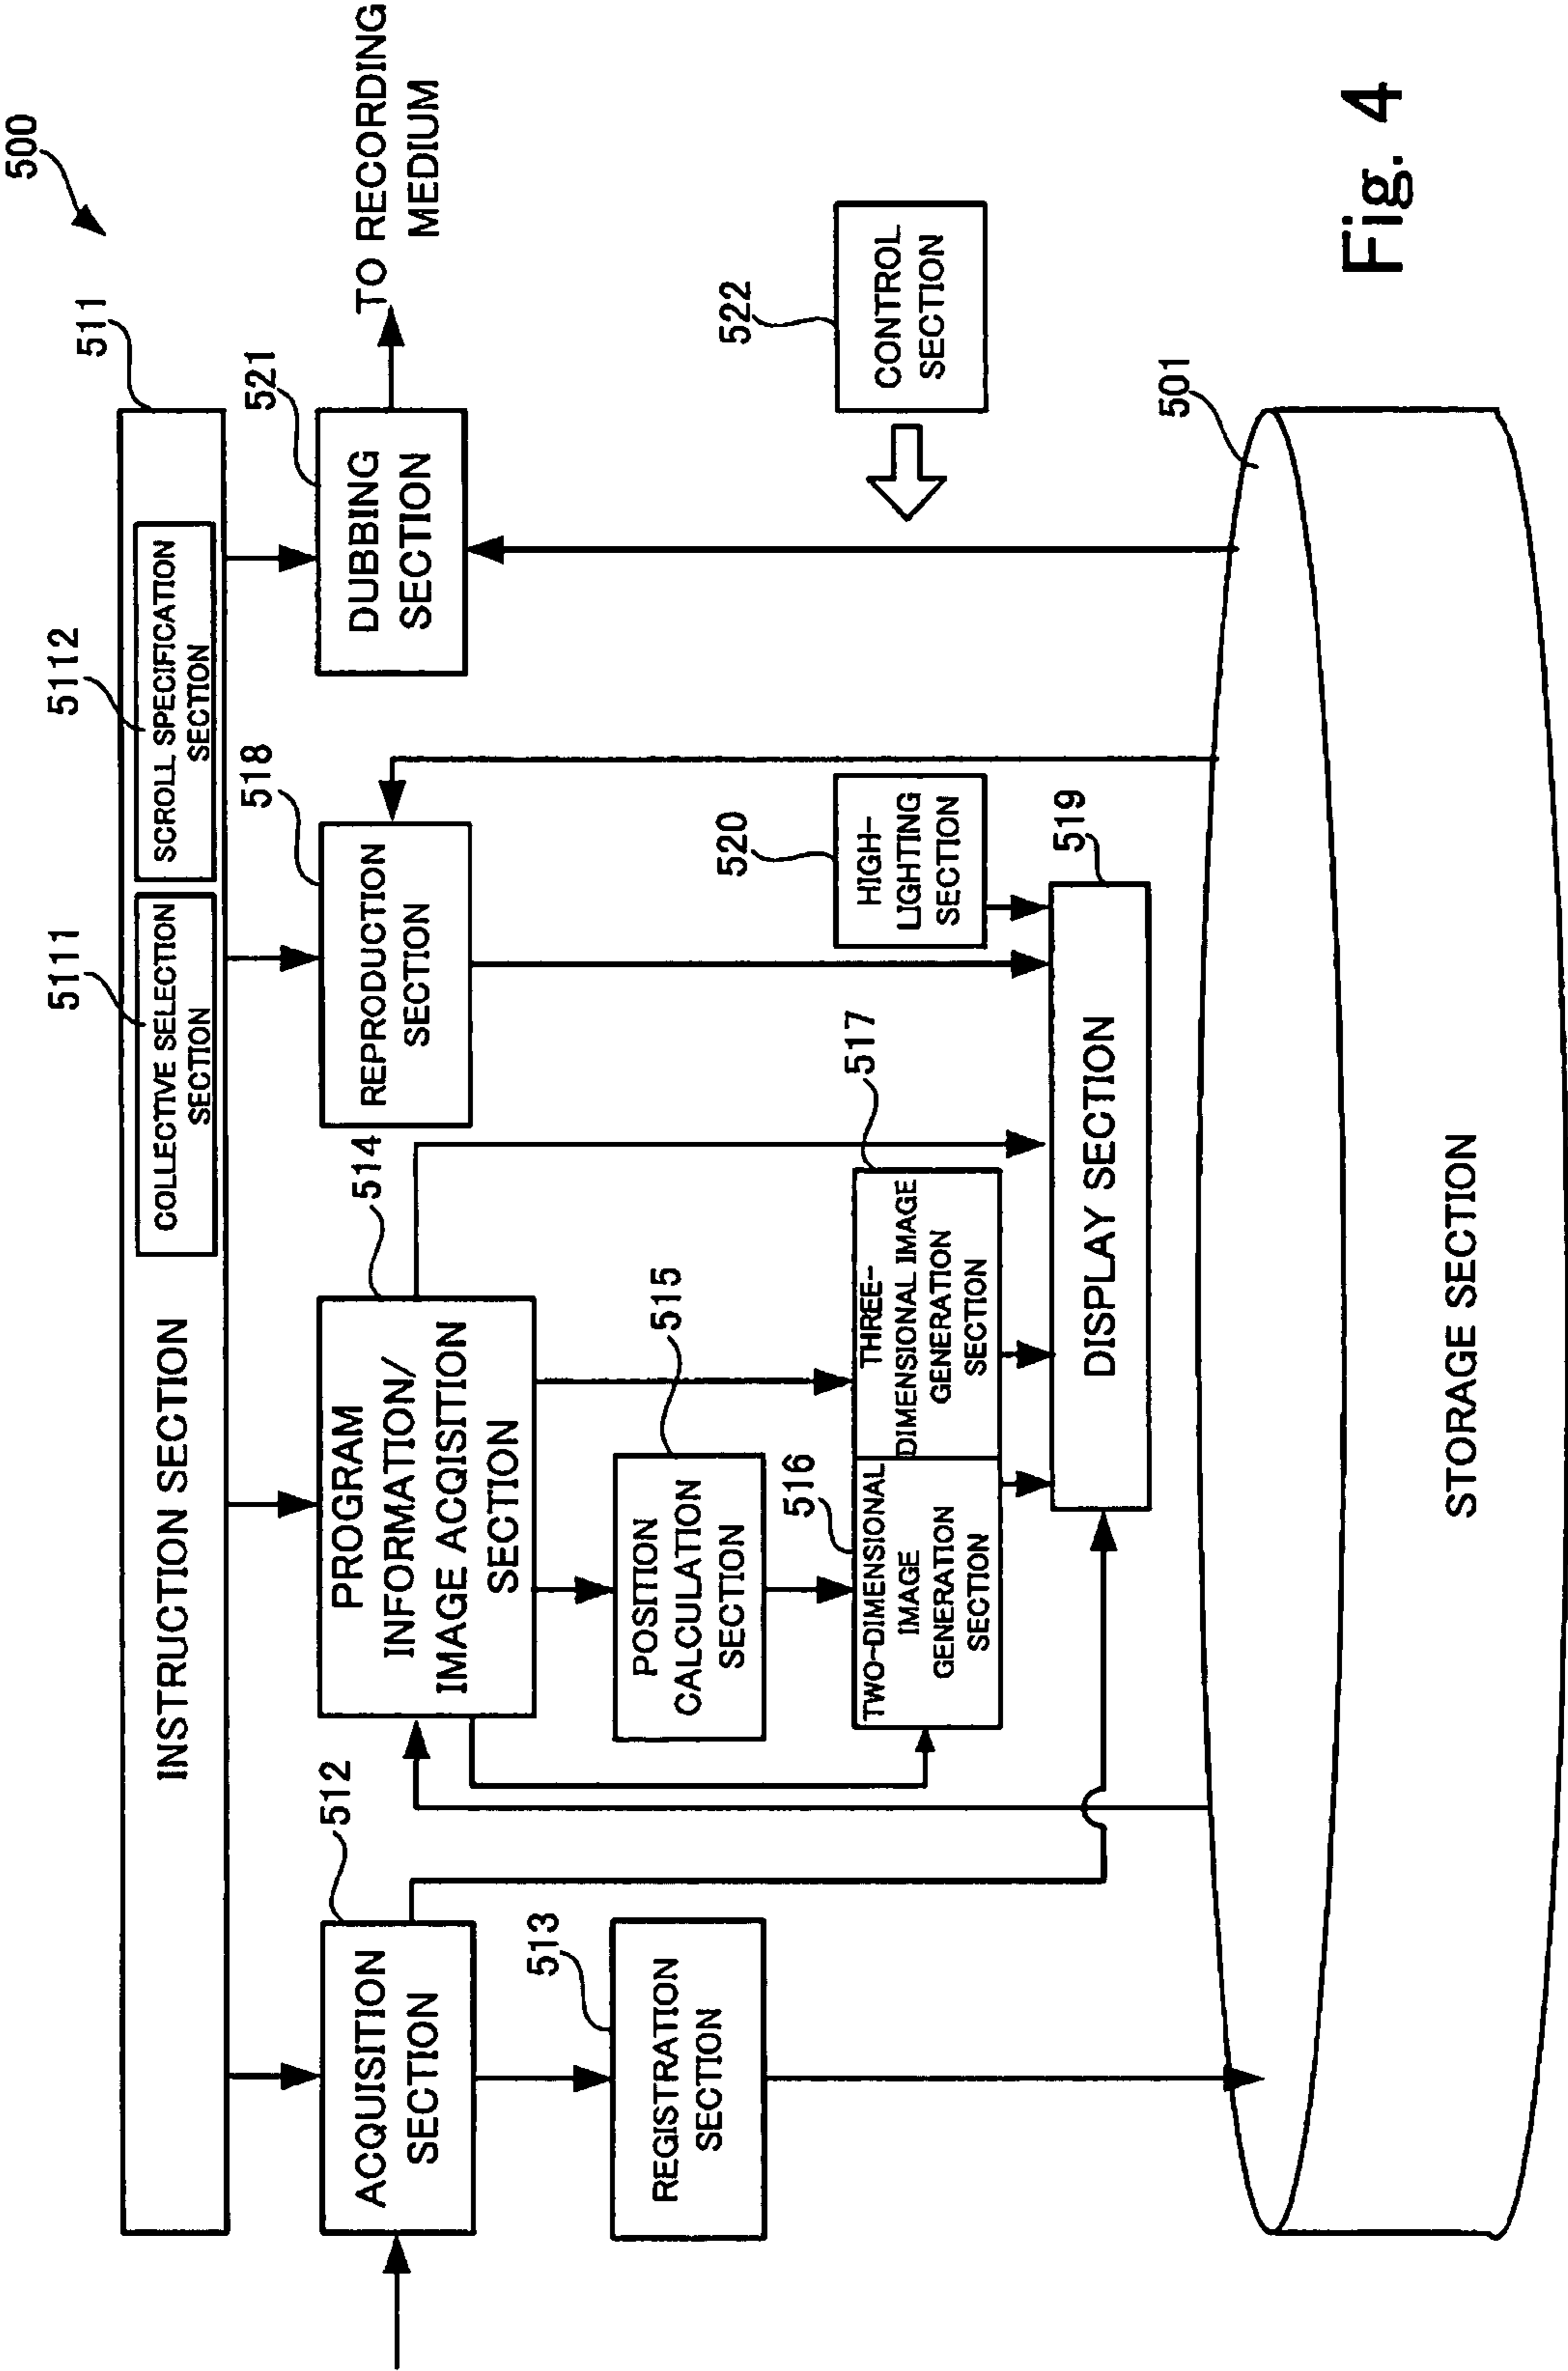 500
511
INSTRUCTION SECTION
5111
COLLECTIVE SELECTION
SECTION
5112
SCROLL SPECIFICATION
SECTION
512
ACQUISITION
SECTION
514
PROGRAM
INFORMATION/
IMAGE ACQISITION
SECTION
518
REPRODUCTION
SECTION
521
DUBBING
SECTION
TO RECORDING
MEDIUM
513
REGISTRATION
SECTION
515
POSITION
CALCULATION
SECTION
516
TWO-DIMENSIONAL
IMAGE
GENERATION
SECTION
517
THREE-
DIMENSIONAL IMAGE
GENERATION
SECTION
520
HIGH-
LIGHTING
SECTION
522
CONTROL
SECTION
519
DISPLAY SECTION
501
STORAGE SECTION
Fig. 4